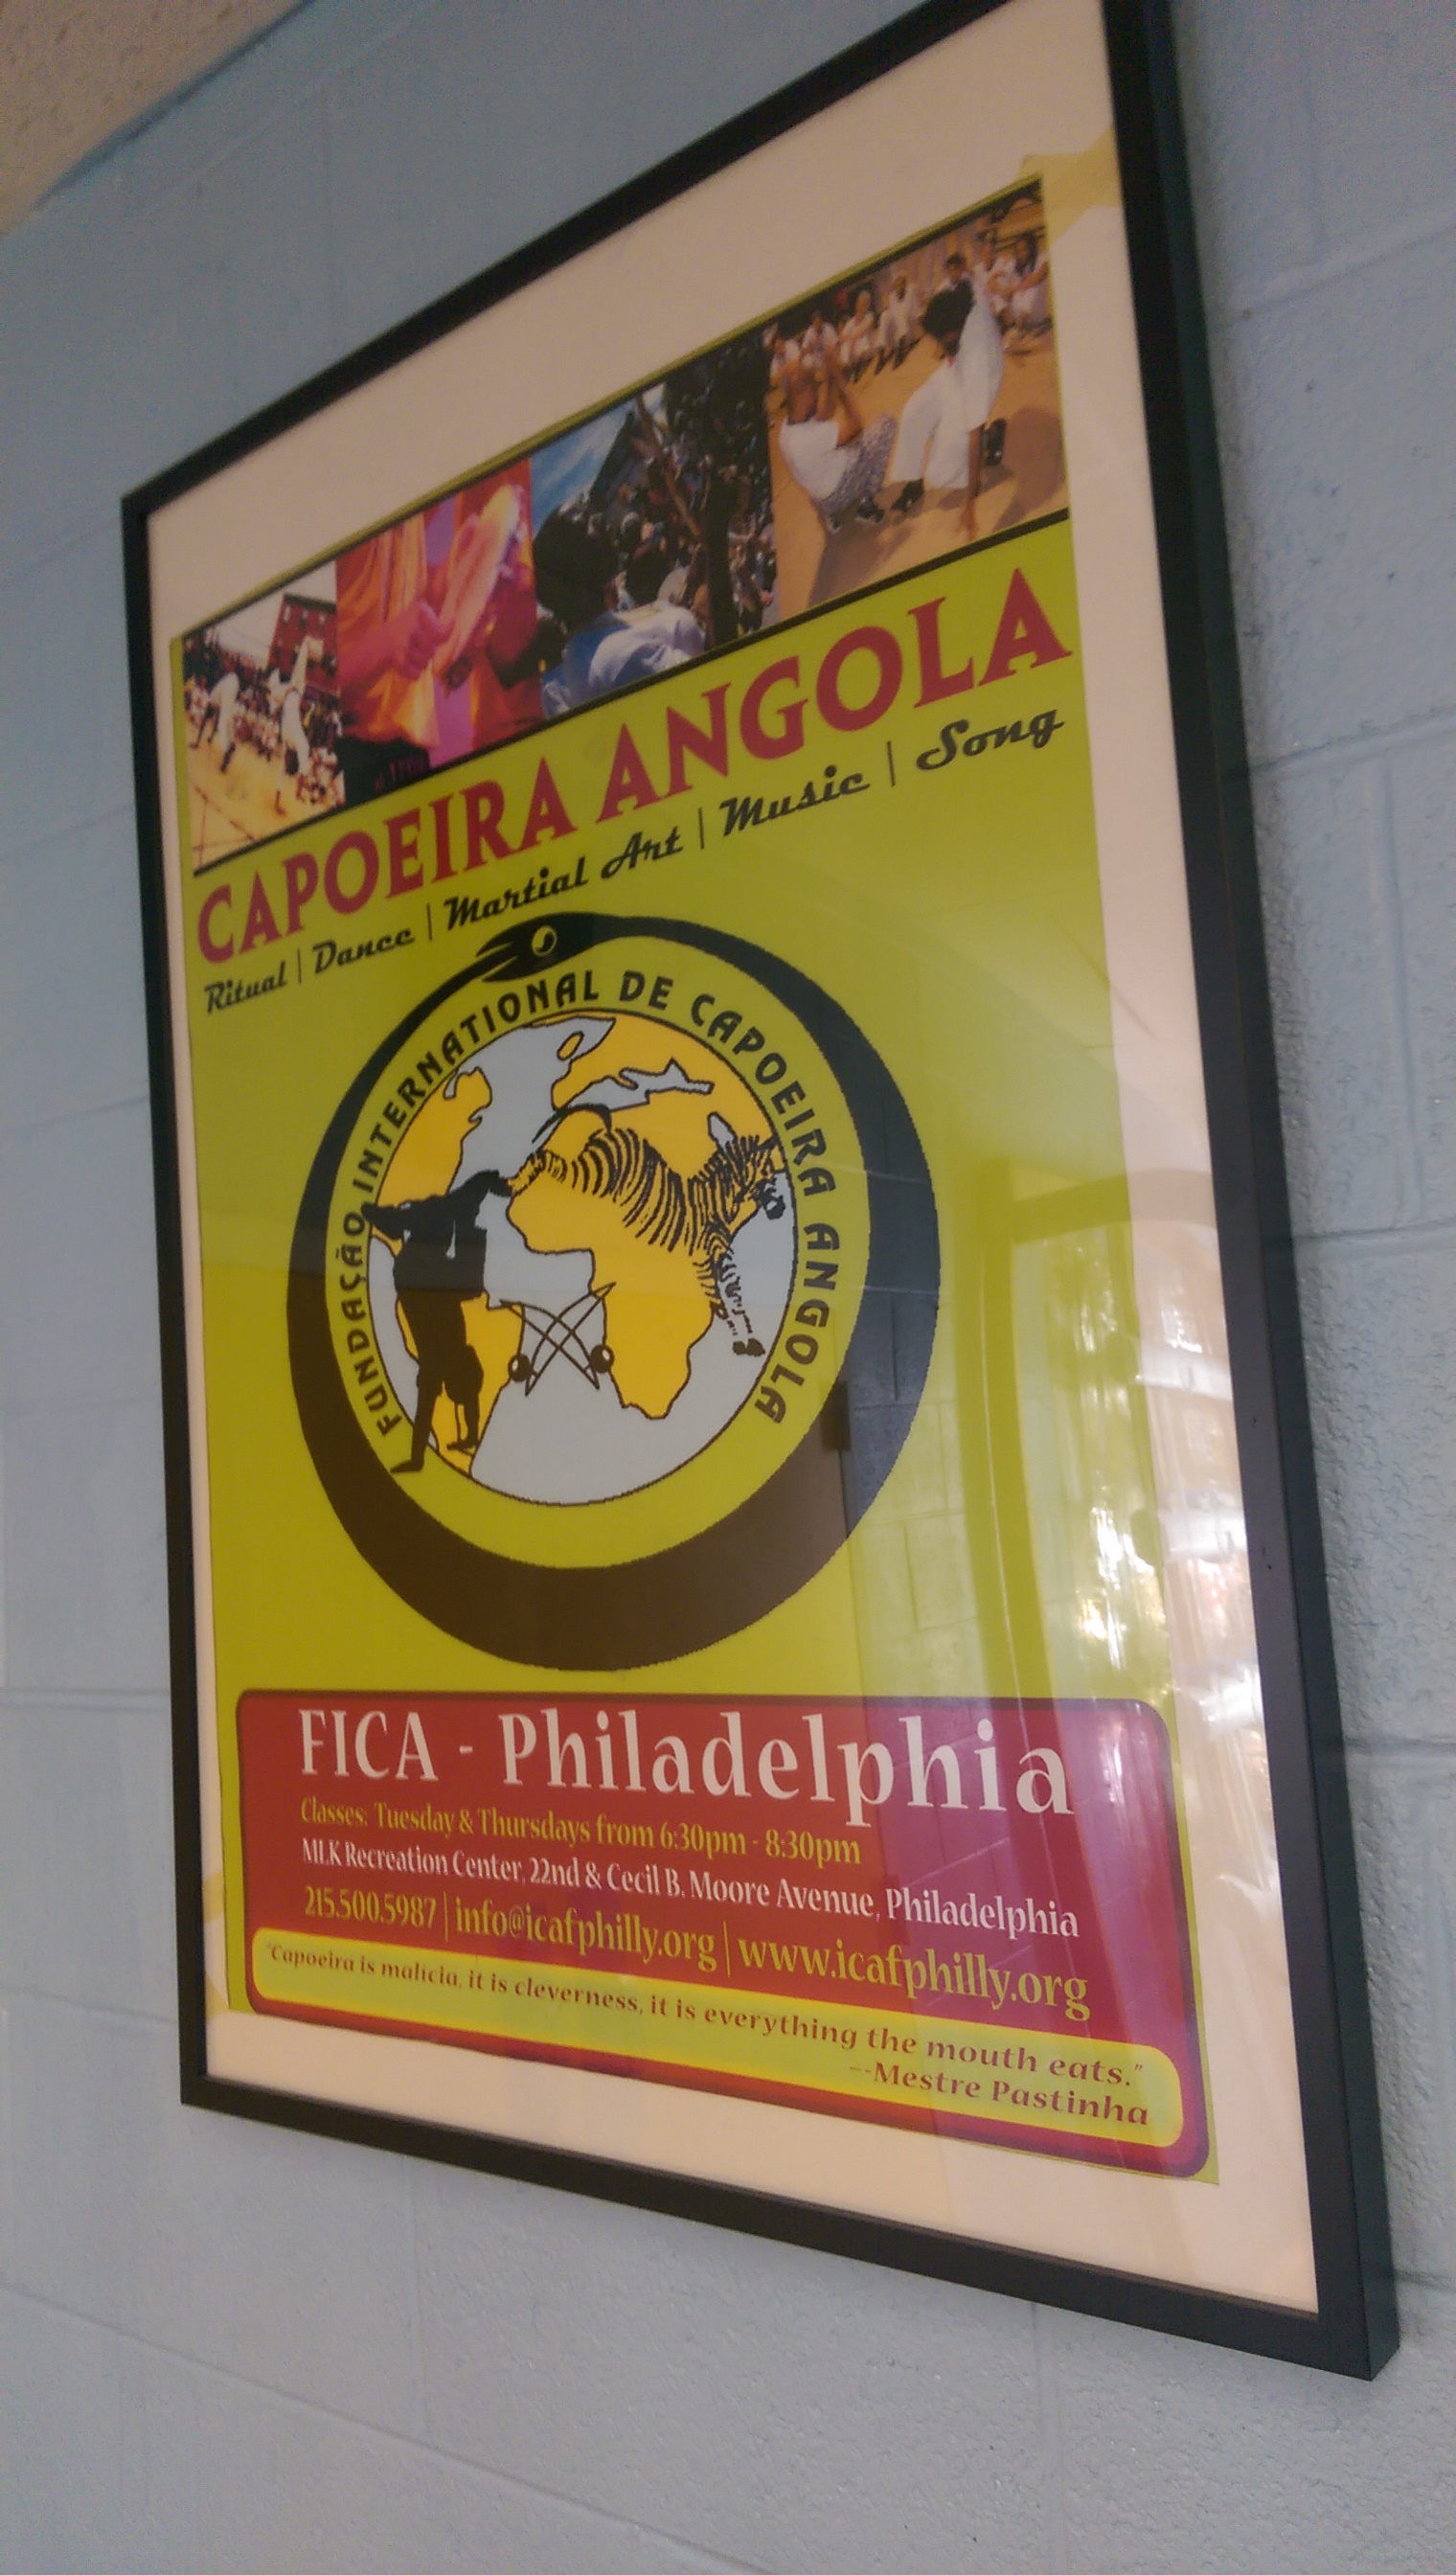 CAPOEIRA ANGOLA
Ritual | Dance | Martial Art | Music | Song
FUNDAÇÃO INTERNATIONAL DE CAPOEIRA ANGOLA
FICA - Philadelphia
Classes: Tuesday & Thursdays from 6:30pm - 8:30pm
MLK Recreation Center, 22nd & Cecil B. Moore Avenue, Philadelphia
215.500.5987 | info@icafphilly.org | www.icafphilly.org
"Capoeira is malícia, it is cleverness, it is everything the mouth eats."
--Mestre Pastinha